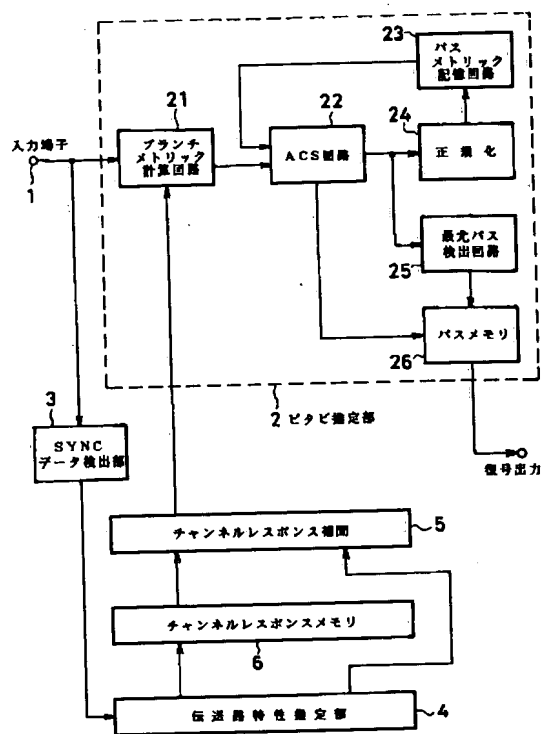 23
パス
メトリック
記憶回路
21
22
24
入力端子
1
ブランチ
メトリック
計算回路
ACS回路
正規化
最尤パス
検出回路
25
パスメモリ
26
3
2 ビタビ推定部
SYNC
データ検出部
復号出力
チャンネルレスポンス補間
5
チャンネルレスポンスメモリ
6
伝送路特性推定部
4